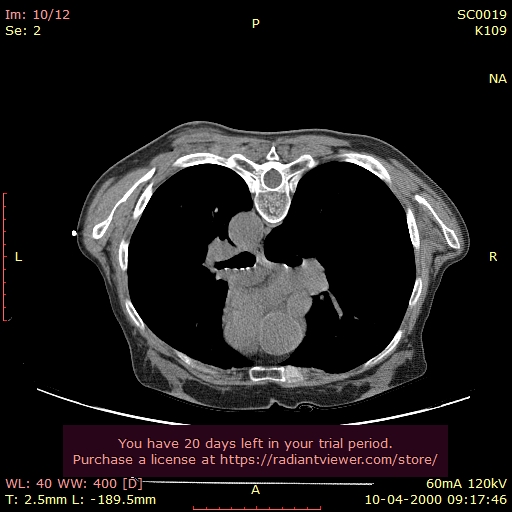 Im: 10/12
Se: 2
P
SC0019
K109
NA
L
R
You have 20 days left in your trial period.
Purchase a license at https://radiantviewer.com/store/
WL: 40 WW: 400 [D]
T: 2.5mm L: -189.5mm
A
60mA 120kV
10-04-2000 09:17:46